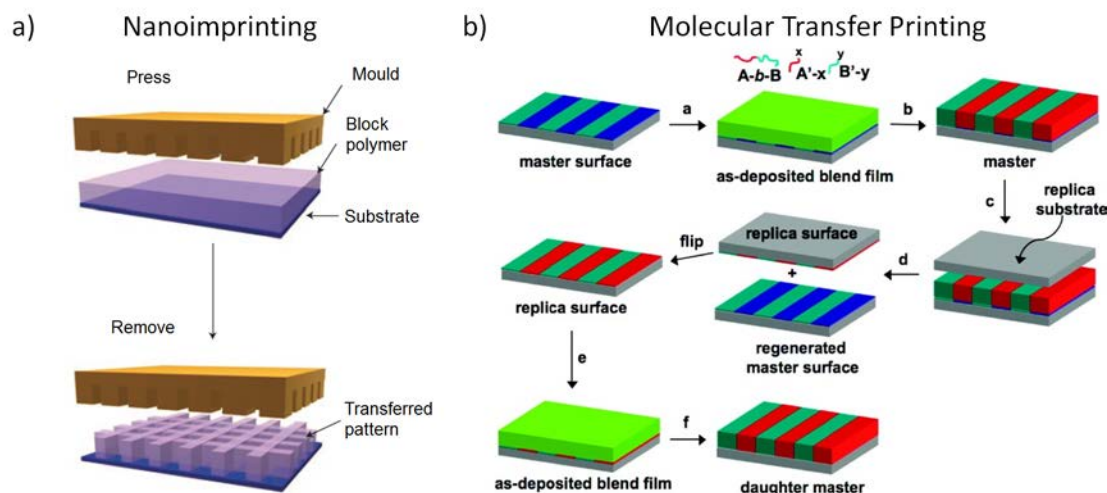 a) Nanoimprinting
Press
Mould
Block
polymer
Substrate
Remove
Transferred
pattern
b) Molecular Transfer Printing
x y
A-b-B A'-x B'-y
master surface
a
as-deposited blend film
b
master
c
replica
substrate
d
replica surface
+
regenerated
master surface
flip
replica surface
e
as-deposited blend film
f
daughter master